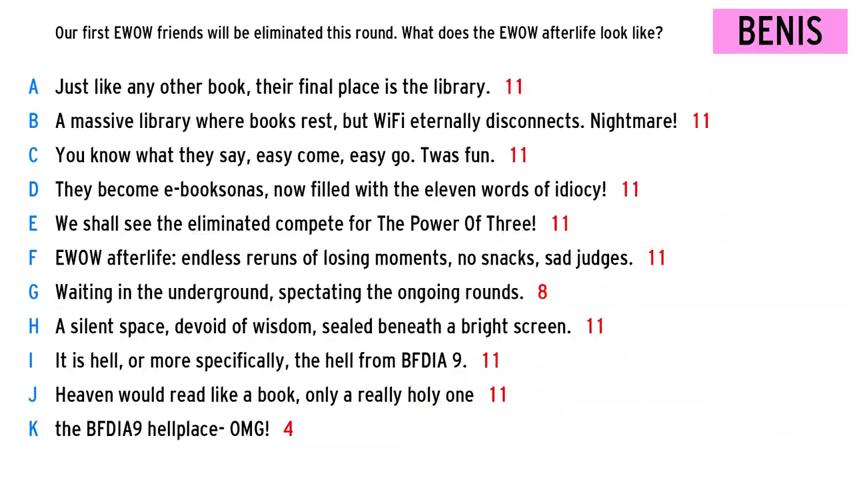 Our first EWOW friends will be eliminated this round. What does the EWOW afterlife look like?
BENIS
A Just like any other book, their final place is the library. 11
B A massive library where books rest, but WiFi eternally disconnects. Nightmare! 11
C You know what they say, easy come, easy go. Twas fun. 11
D They become e-booksonas, now filled with the eleven words of idiocy! 11
E We shall see the eliminated compete for The Power Of Three! 11
F EWOW afterlife: endless reruns of losing moments, no snacks, sad judges. 11
G Waiting in the underground, spectating the ongoing rounds. 8
H A silent space, devoid of wisdom, sealed beneath a bright screen. 11
I It is hell, or more specifically, the hell from BFDIA 9. 11
J Heaven would read like a book, only a really holy one 11
K the BFDIA9 hellplace- OMG! 4